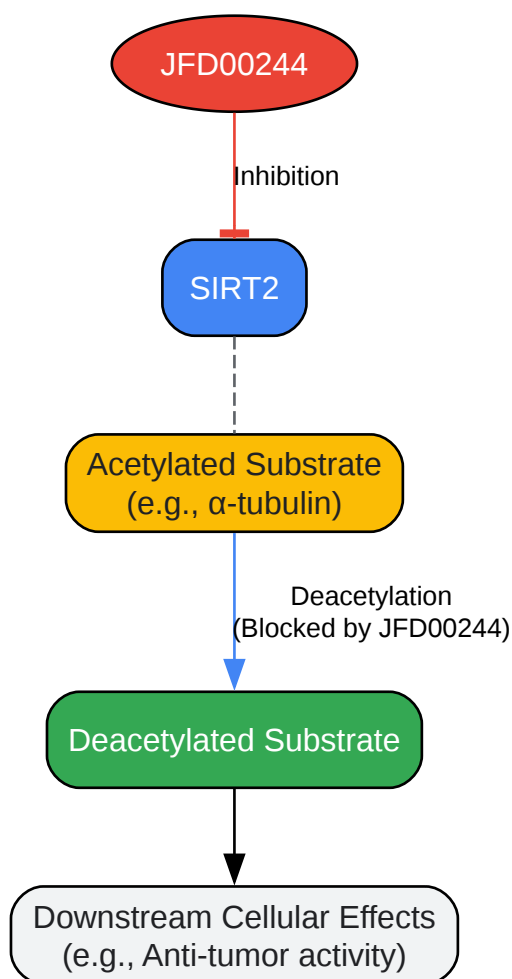 JFD00244
Inhibition
SIRT2
Acetylated Substrate
(e.g., α-tubulin)
Deacetylation
(Blocked by JFD00244)
Deacetylated Substrate
Downstream Cellular Effects
(e.g., Anti-tumor activity)